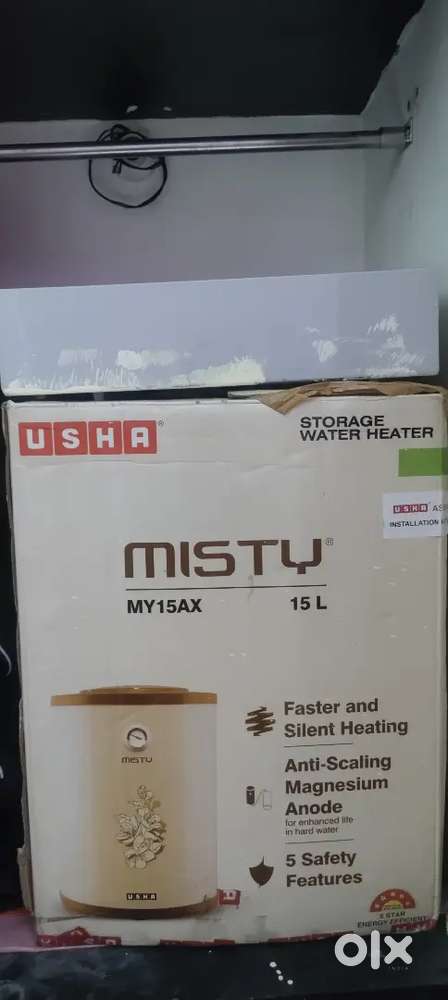 USHA®
STORAGE
WATER HEATER
USHA®
INSTALLATION
MISTY®
MY15AX 15 L
Faster and
Silent Heating
Anti-Scaling
Magnesium
Anode
for enhanced life
in hard water
5 Safety
Features
MISTY
USHA
5 STAR
ENERGY EFFICIENT
olx
INDIA